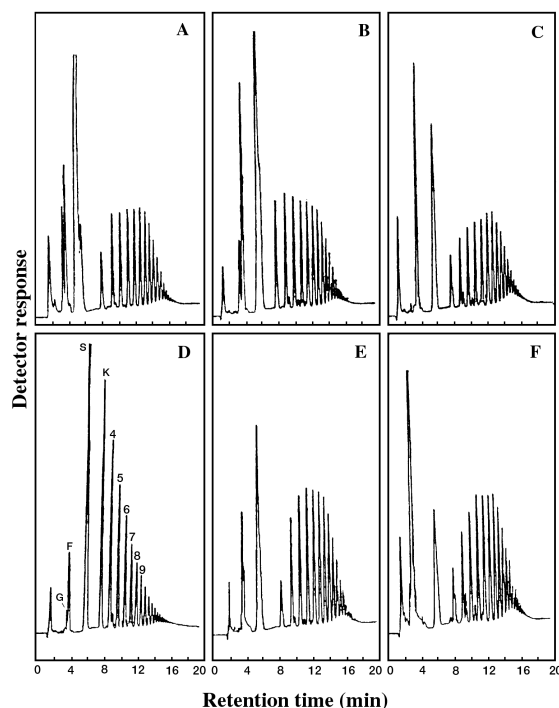 A
B
C
Detector response
D
S
K
4
5
6
7
8
9
F
G
E
F
0 4 8 12 16 20
0 4 8 12 16 20
0 4 8 12 16 20
Retention time (min)